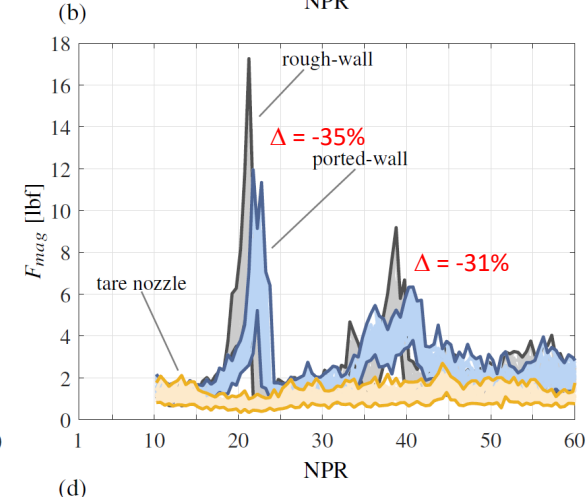 NPR
(b)
18
rough-wall
16
14
Δ = -35%
12
ported-wall
10
F_mag [lbf]
8
Δ = -31%
tare nozzle
6
4
2
0
1 10 20 30 40 50 60
)
NPR
(d)